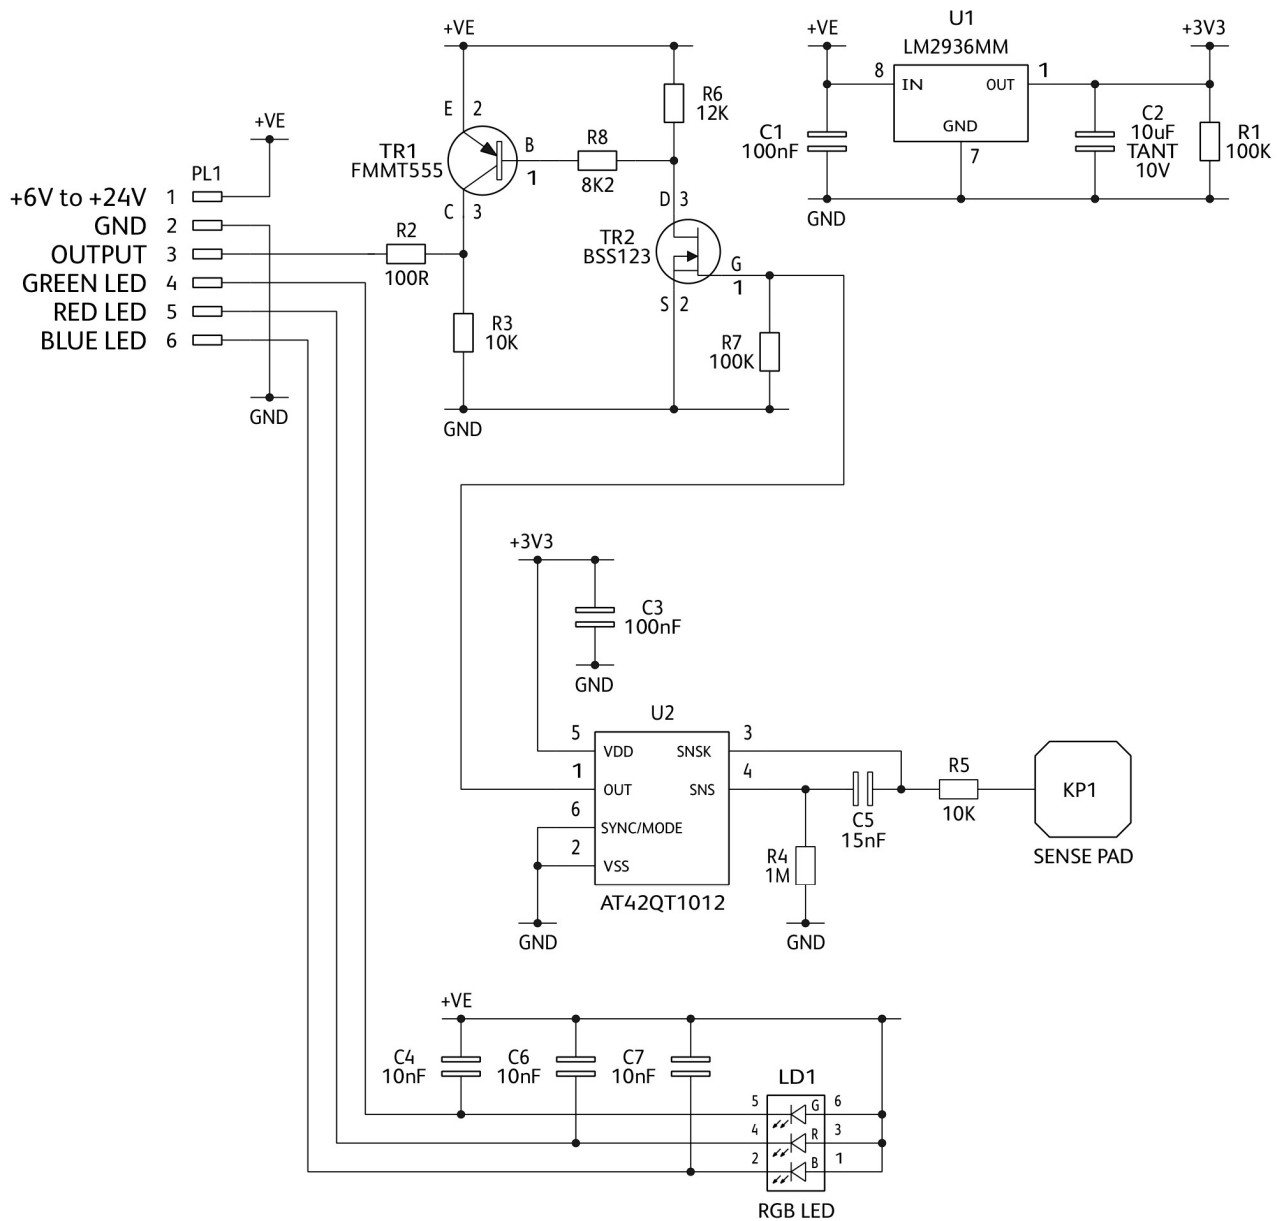 U1
+VE
+VE
LM2936MM
+3V3
8
IN
OUT
1
GND
7
C1
100nF
C2
10uF
TANT
10V
R1
100K
GND
E 2
R6
12K
TR1
FMMT555
B
1
R8
8K2
+VE
PL1
+6V to +24V 1
GND 2
OUTPUT 3
GREEN LED 4
RED LED 5
BLUE LED 6
GND
C 3
R2
100R
D 3
TR2
BSS123
G
1
S 2
R3
10K
R7
100K
GND
+3V3
C3
100nF
GND
U2
5
VDD
SNSK
3
1
OUT
SNS
4
6
SYNC/MODE
2
VSS
AT42QT1012
GND
R5
10K
KP1
SENSE PAD
C5
15nF
R4
1M
GND
+VE
C4
10nF
C6
10nF
C7
10nF
LD1
5 G 6
4 R 3
2 B 1
RGB LED